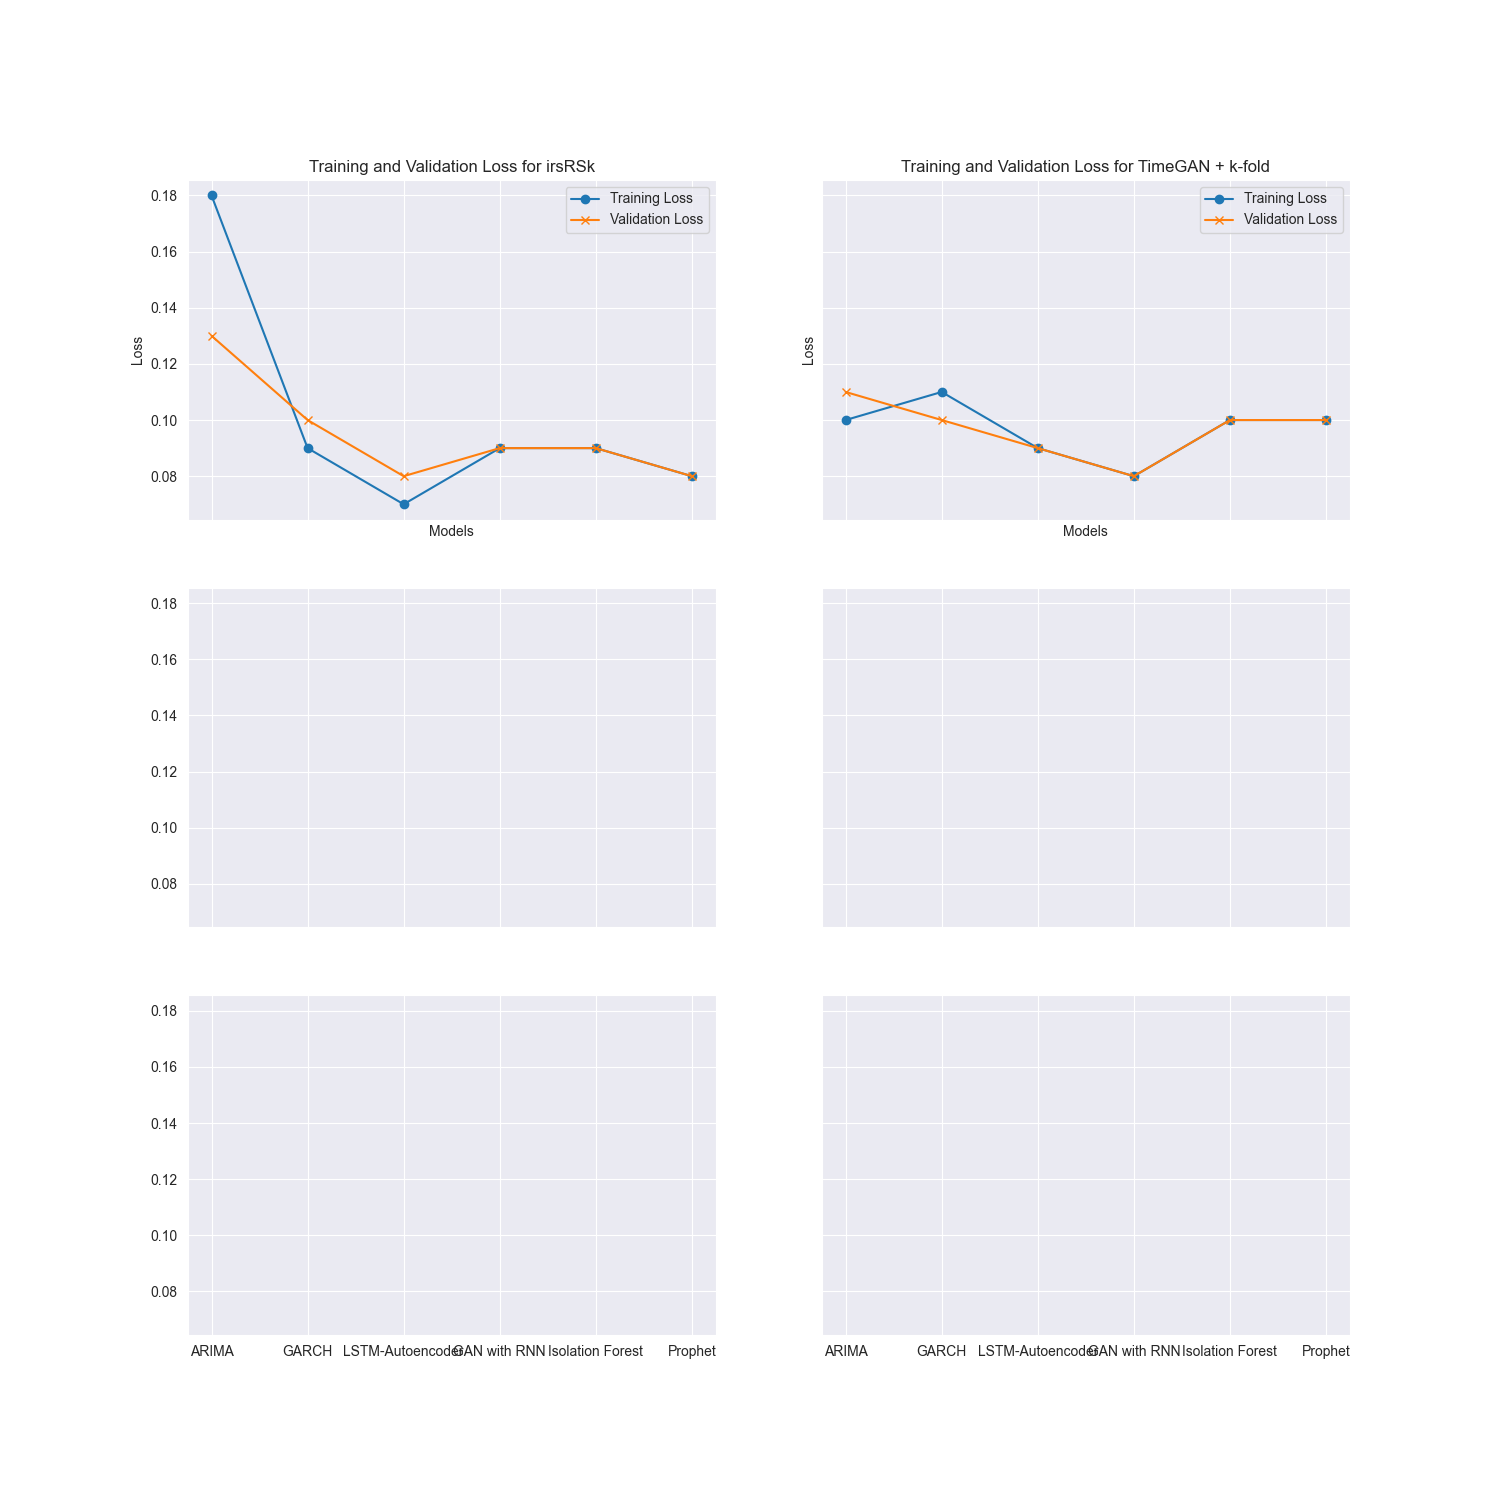 Training and Validation Loss for irsRSk
Training Loss
Validation Loss
0.18
0.16
0.14
0.12
0.10
0.08
Loss
Models
Training and Validation Loss for TimeGAN + k-fold
Training Loss
Validation Loss
Loss
Models
0.18
0.16
0.14
0.12
0.10
0.08
0.18
0.16
0.14
0.12
0.10
0.08
ARIMA GARCH LSTM-Autoencoder GAN with RNN Isolation Forest Prophet
ARIMA GARCH LSTM-Autoencoder GAN with RNN Isolation Forest Prophet